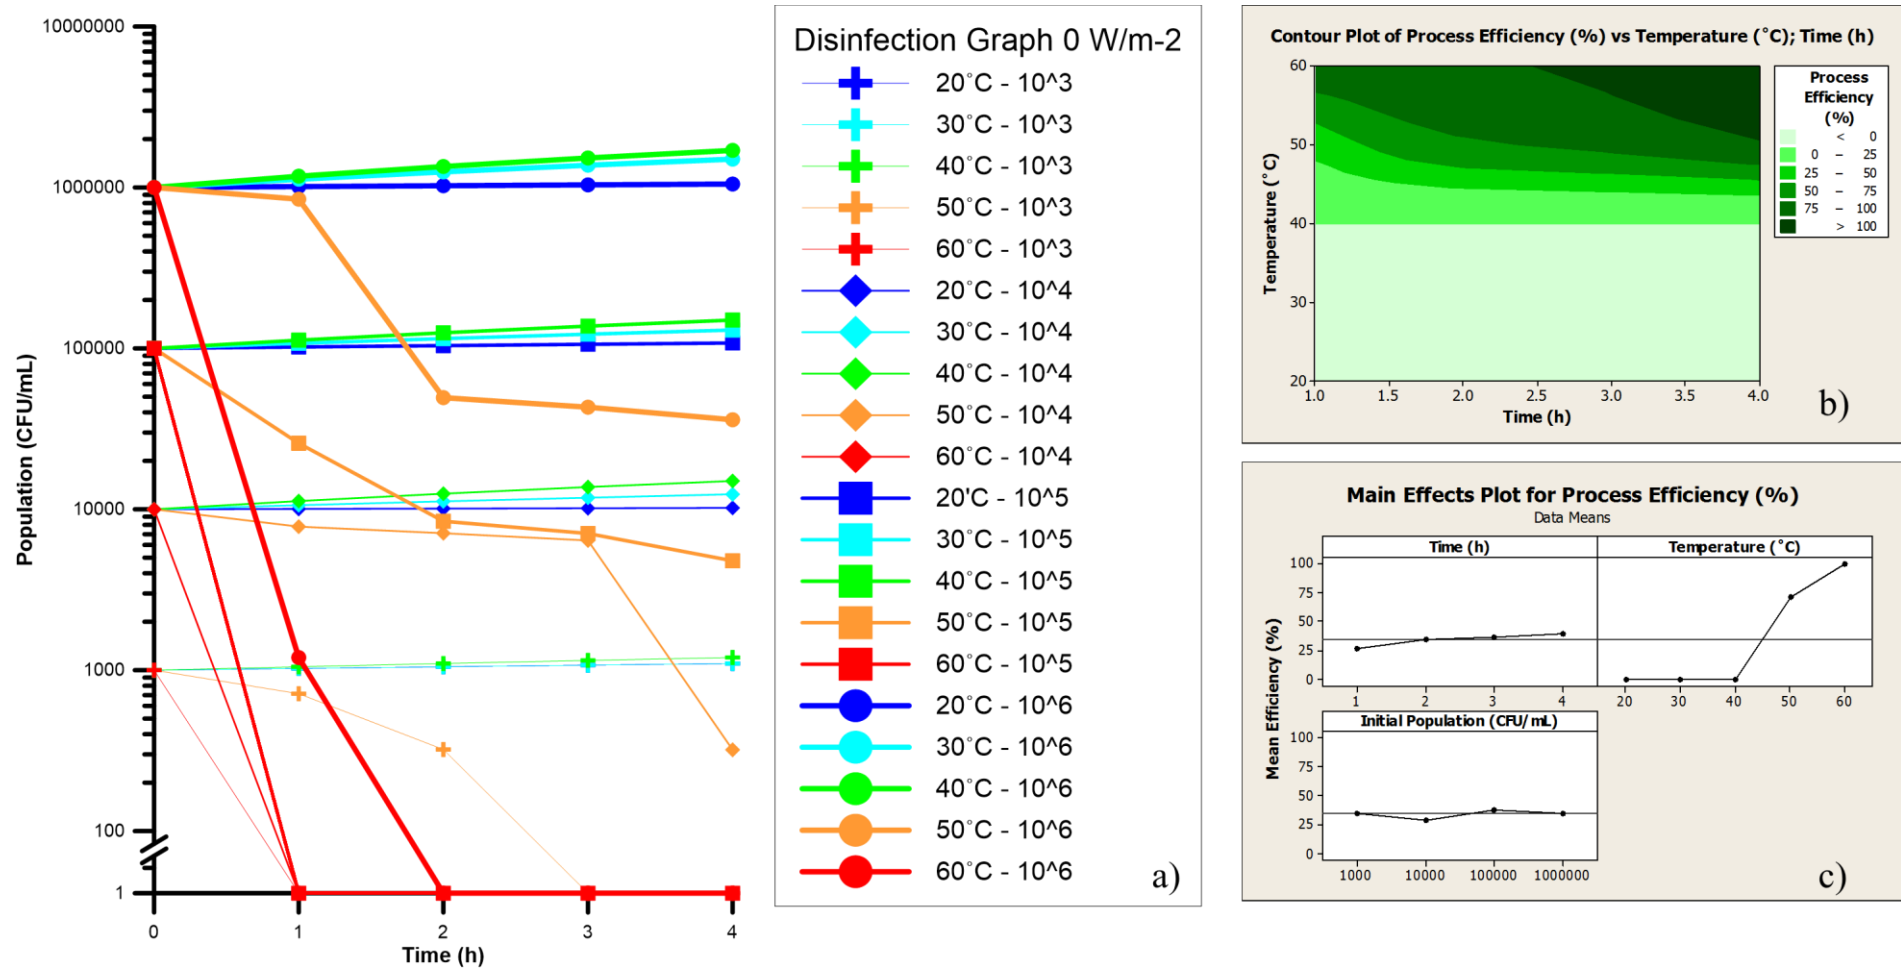 10000000
1000000
100000
10000
1000
100
1
Population (CFU/mL)
0 1 2 3 4
Time (h)
Disinfection Graph 0 W/m-2
20°C - 10^3
30°C - 10^3
40°C - 10^3
50°C - 10^3
60°C - 10^3
20°C - 10^4
30°C - 10^4
40°C - 10^4
50°C - 10^4
60°C - 10^4
20'C - 10^5
30°C - 10^5
40°C - 10^5
50°C - 10^5
60°C - 10^5
20°C - 10^6
30°C - 10^6
40°C - 10^6
50°C - 10^6
60°C - 10^6
a)
Contour Plot of Process Efficiency (%) vs Temperature (°C); Time (h)
60
50
40
30
20
Temperature (°C)
1.0 1.5 2.0 2.5 3.0 3.5 4.0
Time (h)
Process
Efficiency
(%)
< 0
0 – 25
25 – 50
50 – 75
75 – 100
> 100
b)
Main Effects Plot for Process Efficiency (%)
Data Means
Time (h) Temperature (°C)
100
75
50
25
0
1 2 3 4 20 30 40 50 60
Initial Population (CFU/ mL)
100
75
50
25
0
1000 10000 100000 1000000
Mean Efficiency (%)
c)